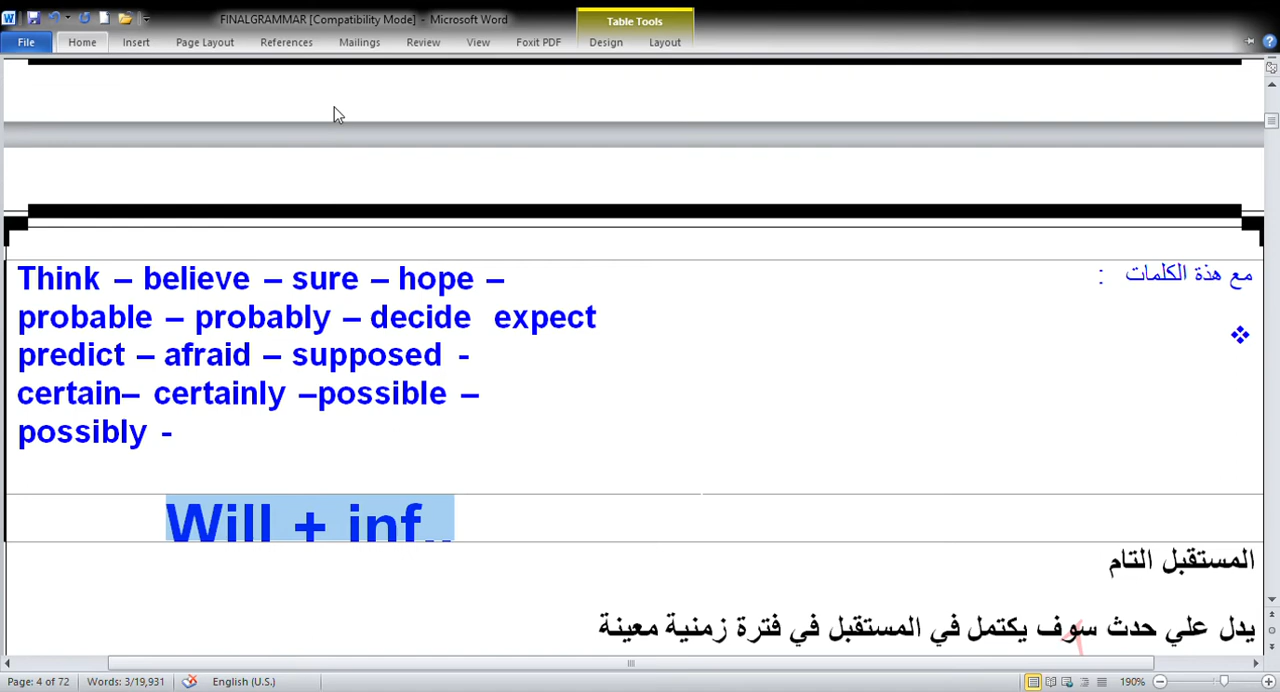 FINALGRAMMAR [Compatibility Mode] - Microsoft Word
Table Tools
File Home Insert Page Layout References Mailings Review View Foxit PDF Design Layout
مع هذة الكلمات :
Think – believe – sure – hope –
probable – probably – decide expect
predict – afraid – supposed -
certain– certainly –possible –
possibly -
Will + inf..
المستقبل التام
يدل علي حدث سوف يكتمل في المستقبل في فترة زمنية معينة
Page: 4 of 72 Words: 3/19,931 English (U.S.) 190%